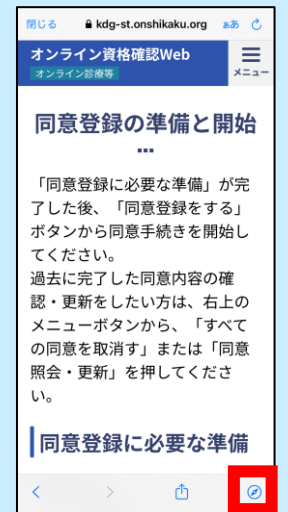 閉じる kdg-st.onshikaku.org ぁあ
オンライン資格確認Web
オンライン診療等
メニュー
同意登録の準備と開始
...
「同意登録に必要な準備」が完
了した後、「同意登録をする」
ボタンから同意手続きを開始し
てください。
過去に完了した同意内容の確
認・更新をしたい方は、右上の
メニューボタンから、「すべて
の同意を取消す」または「同意
照会・更新」を押してくださ
い。
同意登録に必要な準備